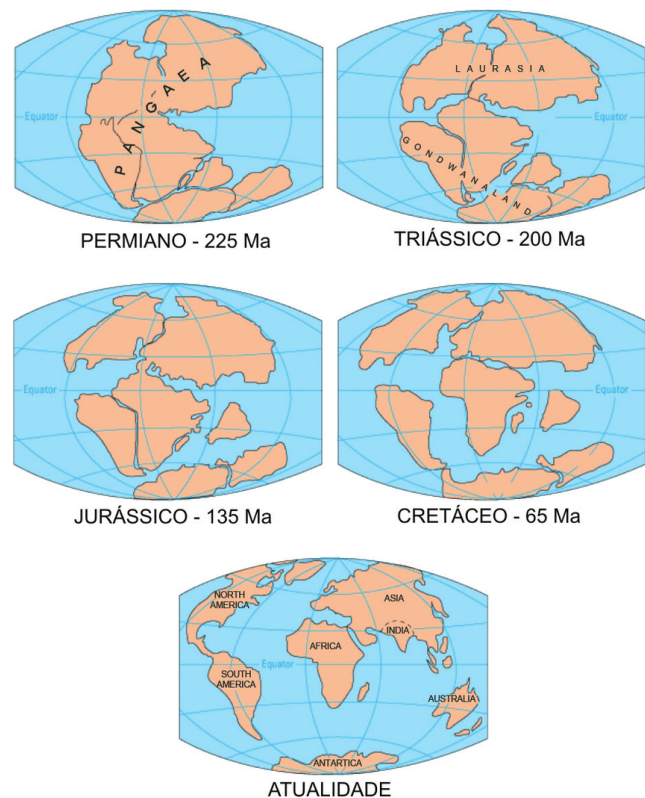 PANGAEA
Equator
PERMIANO - 225 Ma
LAURASIA
Equator
GONDWANALAND
TRIÁSSICO - 200 Ma
Equator
JURÁSSICO - 135 Ma
Equator
CRETÁCEO - 65 Ma
NORTH
AMERICA
ASIA
INDIA
AFRICA
Equator
SOUTH
AMERICA
AUSTRALIA
ANTARTICA
ATUALIDADE